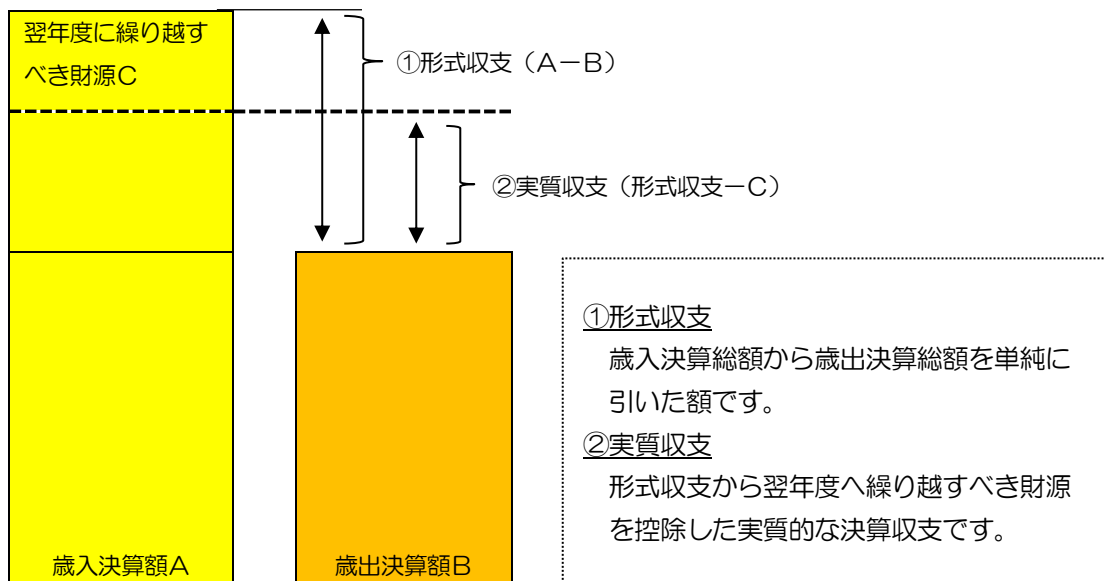 翌年度に繰り越す
べき財源C
①形式収支（A－B）
②実質収支（形式収支－C）
①形式収支
歳入決算総額から歳出決算総額を単純に
引いた額です。
②実質収支
形式収支から翌年度へ繰り越すべき財源
を控除した実質的な決算収支です。
歳入決算額A
歳出決算額B